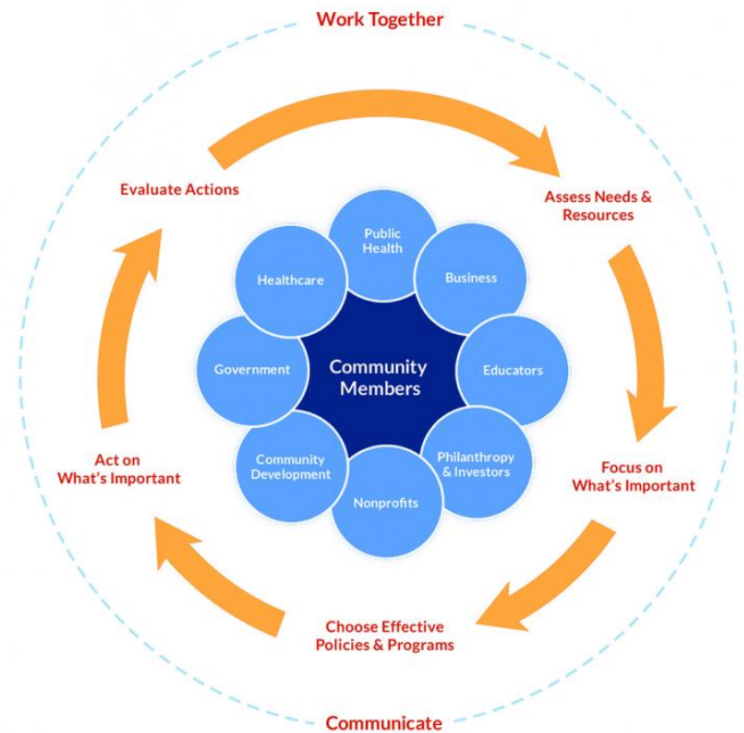 Work Together
Evaluate Actions
Assess Needs &
Resources
Public
Health
Healthcare
Business
Government
Community
Members
Educators
Community
Development
Philanthropy
& Investors
Nonprofits
Act on
What's Important
Focus on
What's Important
Choose Effective
Policies & Programs
Communicate